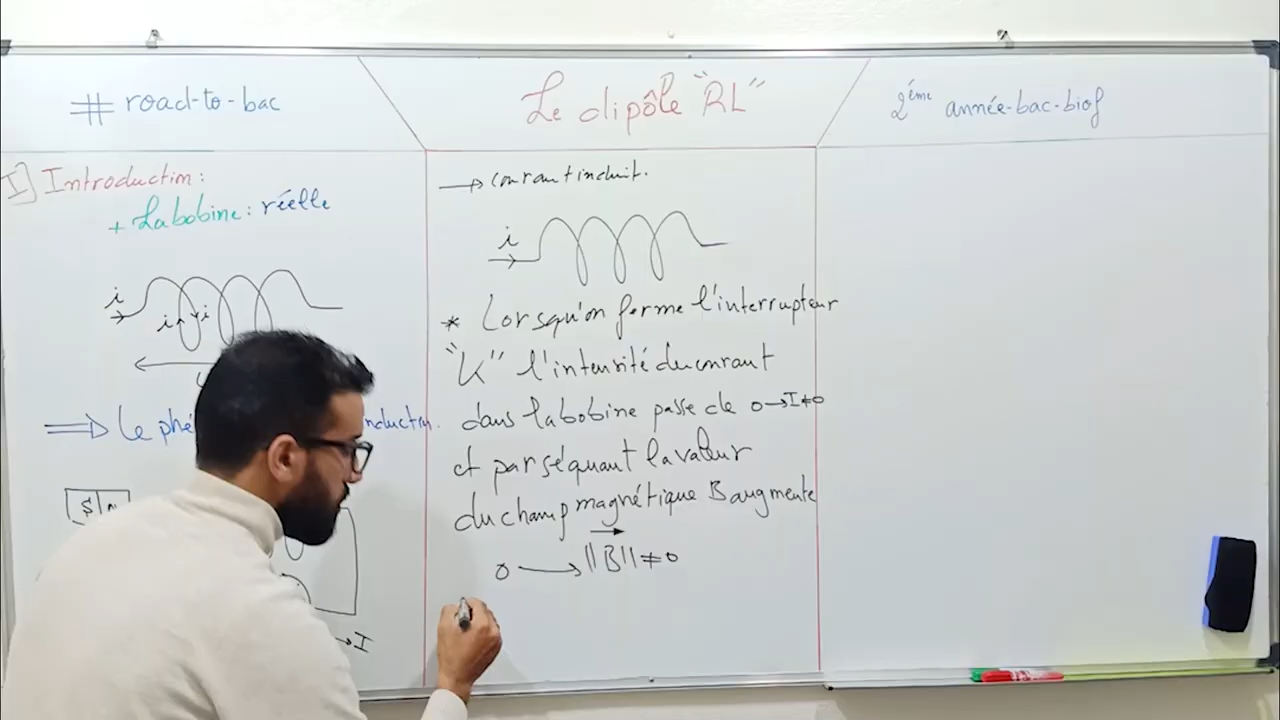 # road-to-bac
Le dipôle "RL"
2ème année-bac-biof
I] Introduction:
+ La bobine: réelle
i
i i
⇒ Le phé nduction.
S N
→ I
→ courant induit.
i
* Lorsqu'on ferme l'interrupteur
"K" l'intensité du courant
dans la bobine passe de 0→I≠0
et par séquant la valeur
du champ magnétique B augmente
0 → ||B|| ≠ 0